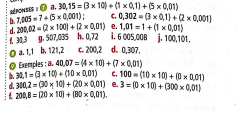 RÉPONSES : 7 a. 30,15 = (3 × 10) + (1 × 0,1) + (5 × 0,01)
b. 7,005 = 7 + (5 × 0,001) ; c. 0,302 = (3 × 0,1) + (2 × 0,001)
d. 200,02 = (2 × 100) + (2 × 0,01) e. 1,01 = 1 + (1 × 0,01)
f. 30,3 g. 507,035 h. 0,72 i. 6 005,008 j. 100,101.
8 a. 1,1 b. 121,2 c. 200,2 d. 0,307.
9 Exemples : a. 40,07 = (4 × 10) + (7 × 0,01)
b. 30,1 = (3 × 10) + (10 × 0,01) c. 100 = (10 × 10) + (0 × 0,01)
d. 300,2 = (30 × 10) + (20 × 0,01) e. 3 = (0 × 10) + (300 × 0,01)
f. 200,8 = (20 × 10) + (80 × 0,01).